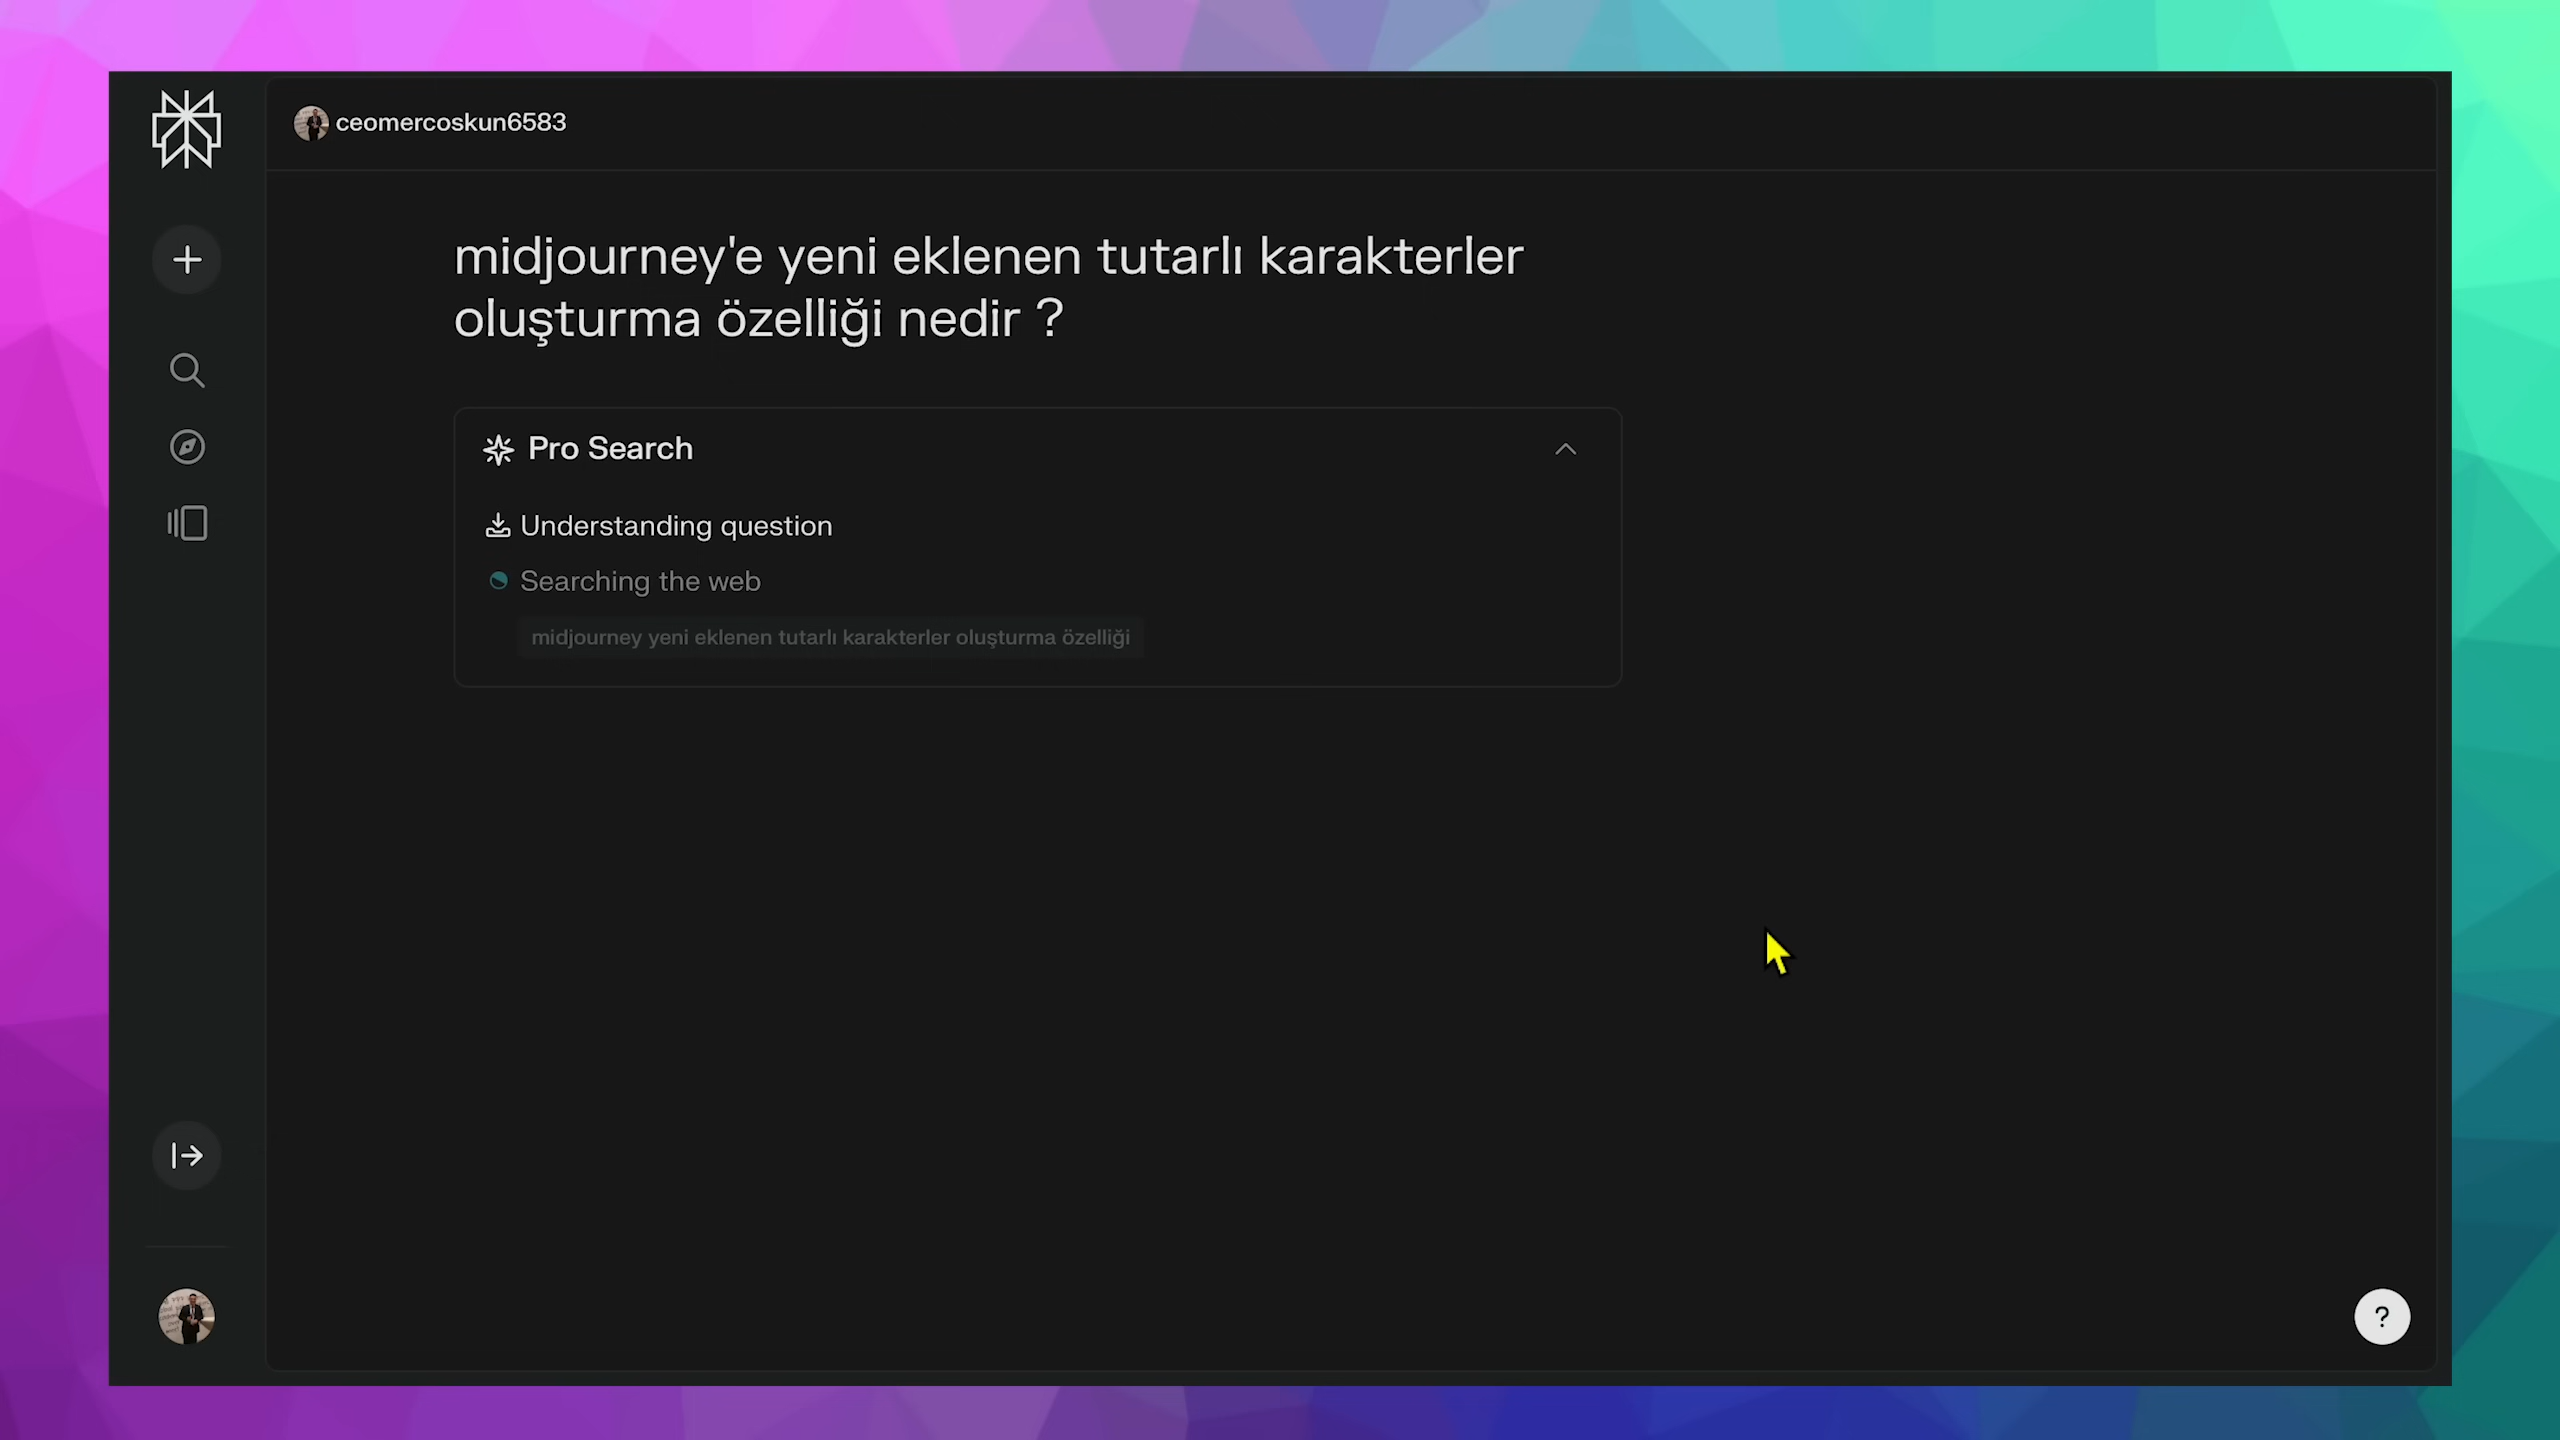 ceomercoskun6583
midjourney'e yeni eklenen tutarlı karakterler
oluşturma özelliği nedir ?
Pro Search
Understanding question
Searching the web
midjourney yeni eklenen tutarlı karakterler oluşturma özelliği
?